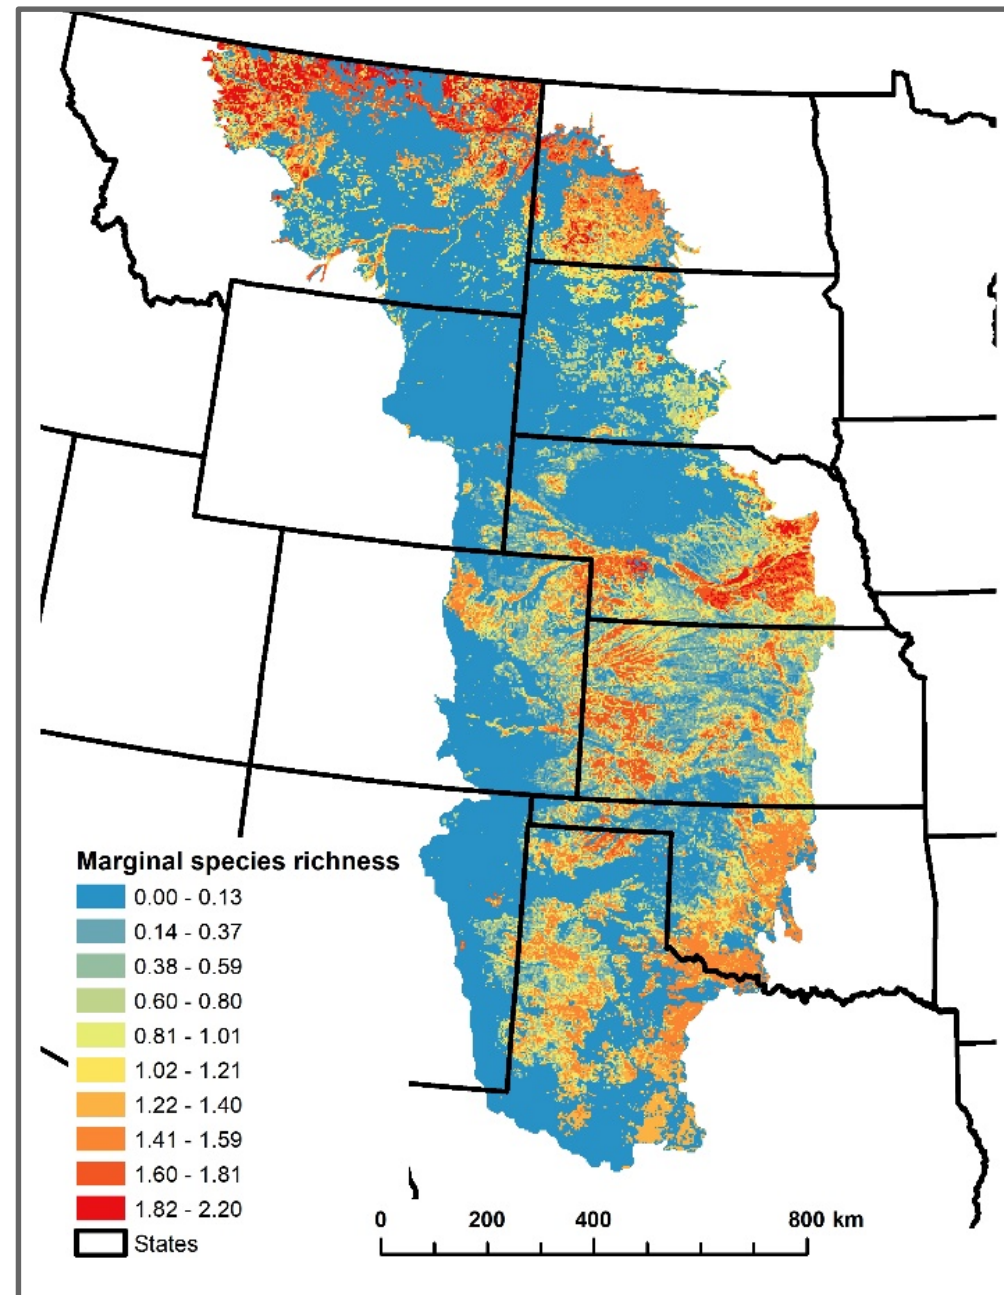 Marginal species richness
0.00 - 0.13
0.14 - 0.37
0.38 - 0.59
0.60 - 0.80
0.81 - 1.01
1.02 - 1.21
1.22 - 1.40
1.41 - 1.59
1.60 - 1.81
1.82 - 2.20
States
0 200 400 800 km